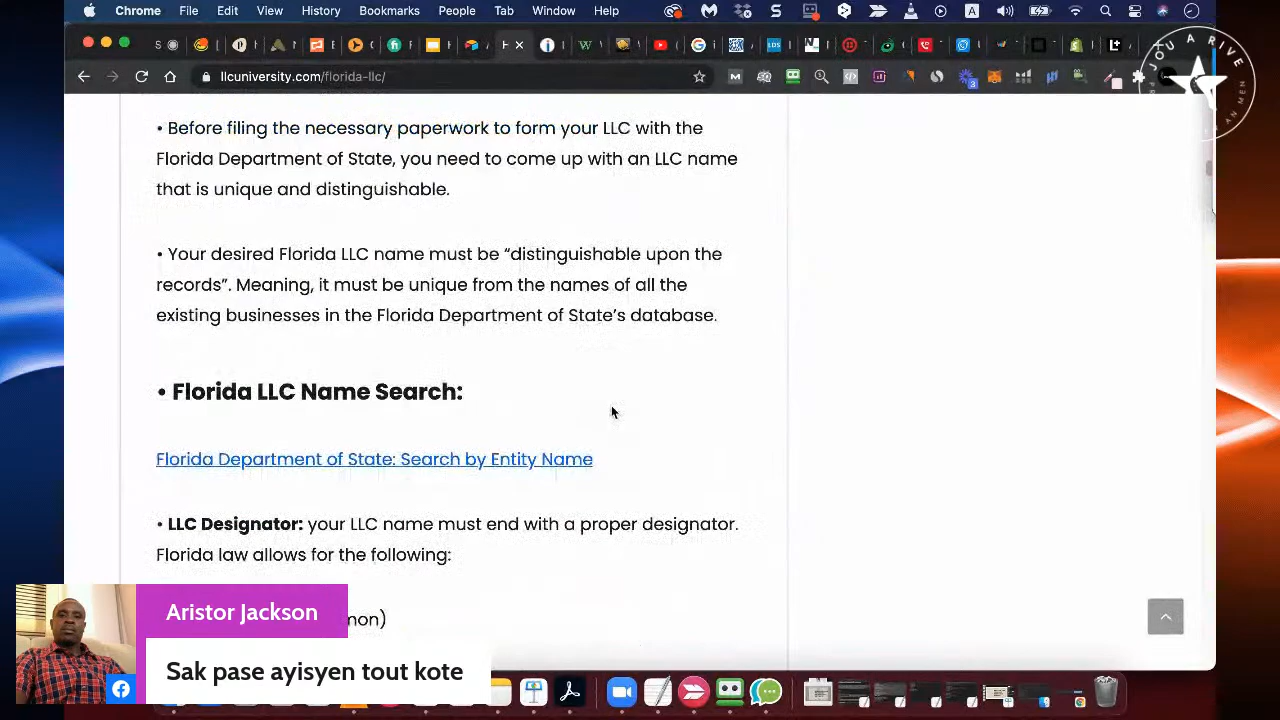 Chrome File Edit View History Bookmarks People Tab Window Help
llcuniversity.com/florida-llc/
JOU A RIVE
• Before filing the necessary paperwork to form your LLC with the
Florida Department of State, you need to come up with an LLC name
that is unique and distinguishable.
• Your desired Florida LLC name must be “distinguishable upon the
records”. Meaning, it must be unique from the names of all the
existing businesses in the Florida Department of State’s database.
• Florida LLC Name Search:
Florida Department of State: Search by Entity Name
• LLC Designator: your LLC name must end with a proper designator.
Florida law allows for the following:
Aristor Jackson
Sak pase ayisyen tout kote